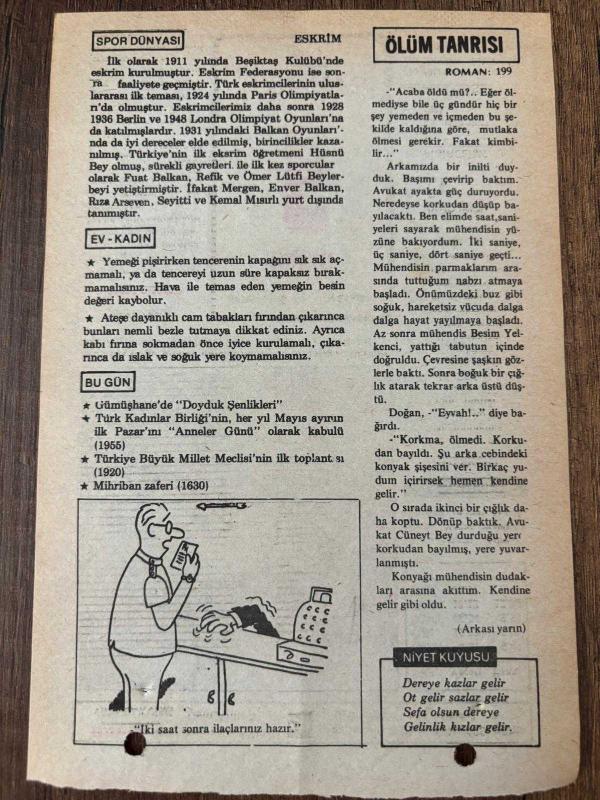 SPOR DÜNYASI
ESKRİM
İlk olarak 1911 yılında Beşiktaş Kulübü'nde
eskrim kurulmuştur. Eskrim Federasyonu ise son-
ra faaliyete geçmiştir. Türk eskrimcilerinin ulus-
lararası ilk teması, 1924 yılında Paris Olimpiyatla-
rı'da olmuştur. Eskrimcilerimiz daha sonra 1928
1936 Berlin ve 1948 Londra Olimpiyat Oyunları'na
da katılmışlardır. 1931 yılındaki Balkan Oyunları'-
nda da iyi dereceler elde edilmiş, birincilikler kaza-
nılmış. Türkiye'nin ilk eksrim öğretmeni Hüsnü
Bey olmuş, sürekli gayretleri ile ilk kez sporcular
olarak Fuat Balkan, Refik ve Ömer Lütfi Beyler-
beyi yetiştirmiştir. İfakat Mergen, Enver Balkan,
Rıza Arseven, Seyitti ve Kemal Mısırlı yurt dışında
tanımıştır.
EV - KADIN
★ Yemeği pişirirken tencerenin kapağını sık sık aç-
mamalı, ya da tencereyi uzun süre kapaksız bırak-
mamalısınız. Hava ile temas eden yemeğin besin
değeri kaybolur.
★ Ateşe dayanıklı cam tabakları fırından çıkarınca
bunları nemli bezle tutmaya dikkat ediniz. Ayrıca
kabı fırına sokmadan önce iyice kurulamalı, çıka-
rınca da ıslak ve soğuk yere koymamalısınız.
BU GÜN
★ Gümüşhane'de "Doyduk Şenlikleri"
★ Türk Kadınlar Birliği'nin, her yıl Mayıs ayının
ilk Pazar'ını "Anneler Günü" olarak kabulü
(1955)
★ Türkiye Büyük Millet Meclisi'nin ilk toplantısı
(1920)
★ Mihriban zaferi (1630)
"İki saat sonra ilaçlarınız hazır."
ÖLÜM TANRISI
ROMAN: 199
-"Acaba öldü mü?.. Eğer öl-
mediyse bile üç gündür hiç bir
şey yemeden ve içmeden bu şe-
kilde kaldığına göre, mutlaka
ölmesi gerekir. Fakat kimbi-
lir..."
Arkamızda bir inilti duy-
duk. Başımı çevirip baktım.
Avukat ayakta güç duruyordu.
Neredeyse korkudan düşüp ba-
yılacaktı. Ben elimde saat,sani-
yeleri sayarak mühendisin yü-
züne bakıyordum. İki saniye,
üç saniye, dört saniye geçti...
Mühendisin parmaklarım ara-
sında tuttuğum nabzı atmaya
başladı. Önümüzdeki buz gibi
soğuk, hareketsiz vücuda dalga
dalga hayat yayılmaya başladı.
Az sonra mühendis Besim Yel-
kenci, yattığı tabutun içinde
doğruldu. Çevresine şaşkın göz-
lerle baktı. Sonra boğuk bir çığ-
lık atarak tekrar arka üstü düş-
tü.
Doğan, -"Eyvah!.." diye ba-
ğırdı.
-"Korkma, ölmedi. Korku-
dan bayıldı. Şu arka cebindeki
konyak şişesini ver. Birkaç yu-
dum içirirsek hemen kendine
gelir."
O sırada ikinci bir çığlık da-
ha koptu. Dönüp baktık. Avu-
kat Cüneyt Bey durduğu yere
korkudan bayılmış, yere yuvar-
lanmıştı.
Konyağı mühendisin dudak-
ları arasına akıttım. Kendine
gelir gibi oldu.
(Arkası yarın)
NİYET KUYUSU
Dereye kazlar gelir
Ot gelir sazlar gelir
Sefa olsun dereye
Gelinlik kızlar gelir.